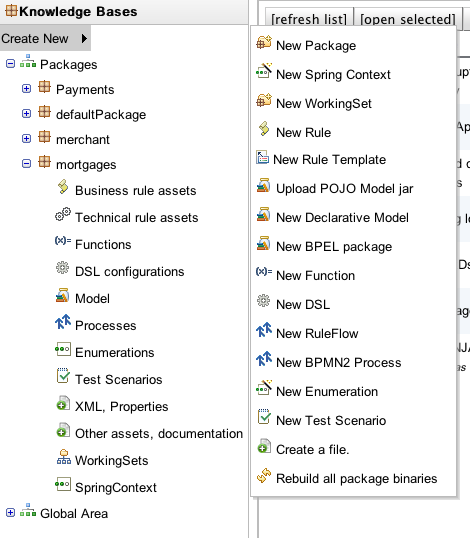 Knowledge Bases
Create New
Packages
Payments
defaultPackage
merchant
mortgages
Business rule assets
Technical rule assets
Functions
DSL configurations
Model
Processes
Enumerations
Test Scenarios
XML, Properties
Other assets, documentation
WorkingSets
SpringContext
Global Area
[refresh list] [open selected]
New Package
New Spring Context
New WorkingSet
New Rule
New Rule Template
Upload POJO Model jar
New Declarative Model
New BPEL package
New Function
New DSL
New RuleFlow
New BPMN2 Process
New Enumeration
New Test Scenario
Create a file.
Rebuild all package binaries